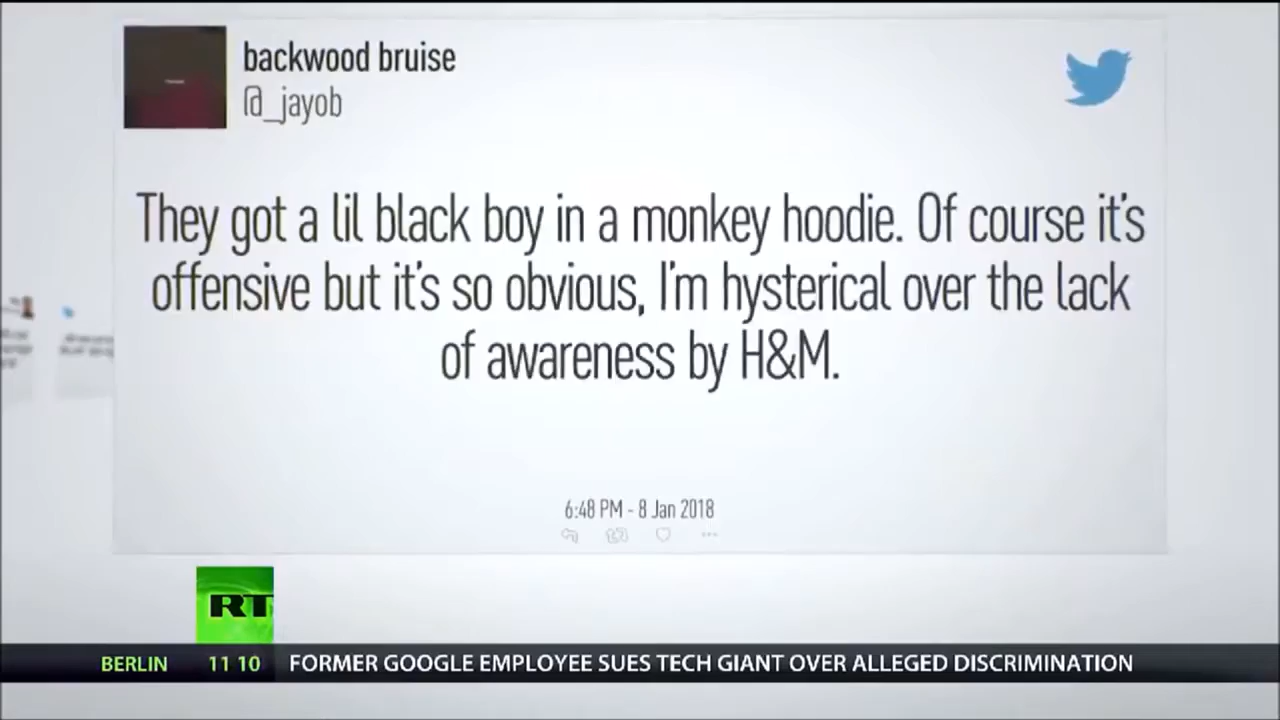 backwood bruise
@_jayob
They got a lil black boy in a monkey hoodie. Of course it's
offensive but it's so obvious, I'm hysterical over the lack
of awareness by H&M.
6:48 PM - 8 Jan 2018
RT
BERLIN 11 10 FORMER GOOGLE EMPLOYEE SUES TECH GIANT OVER ALLEGED DISCRIMINATION